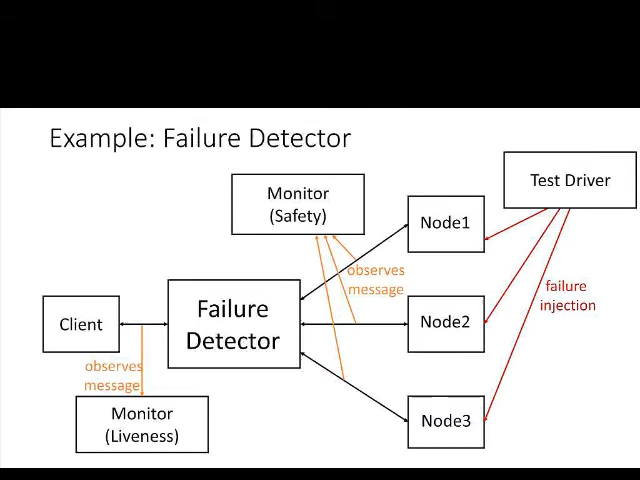 Example: Failure Detector
Test Driver
Monitor
(Safety)
Node1
observes
message
failure
injection
Failure
Detector
Client
Node2
observes
message
Monitor
(Liveness)
Node3